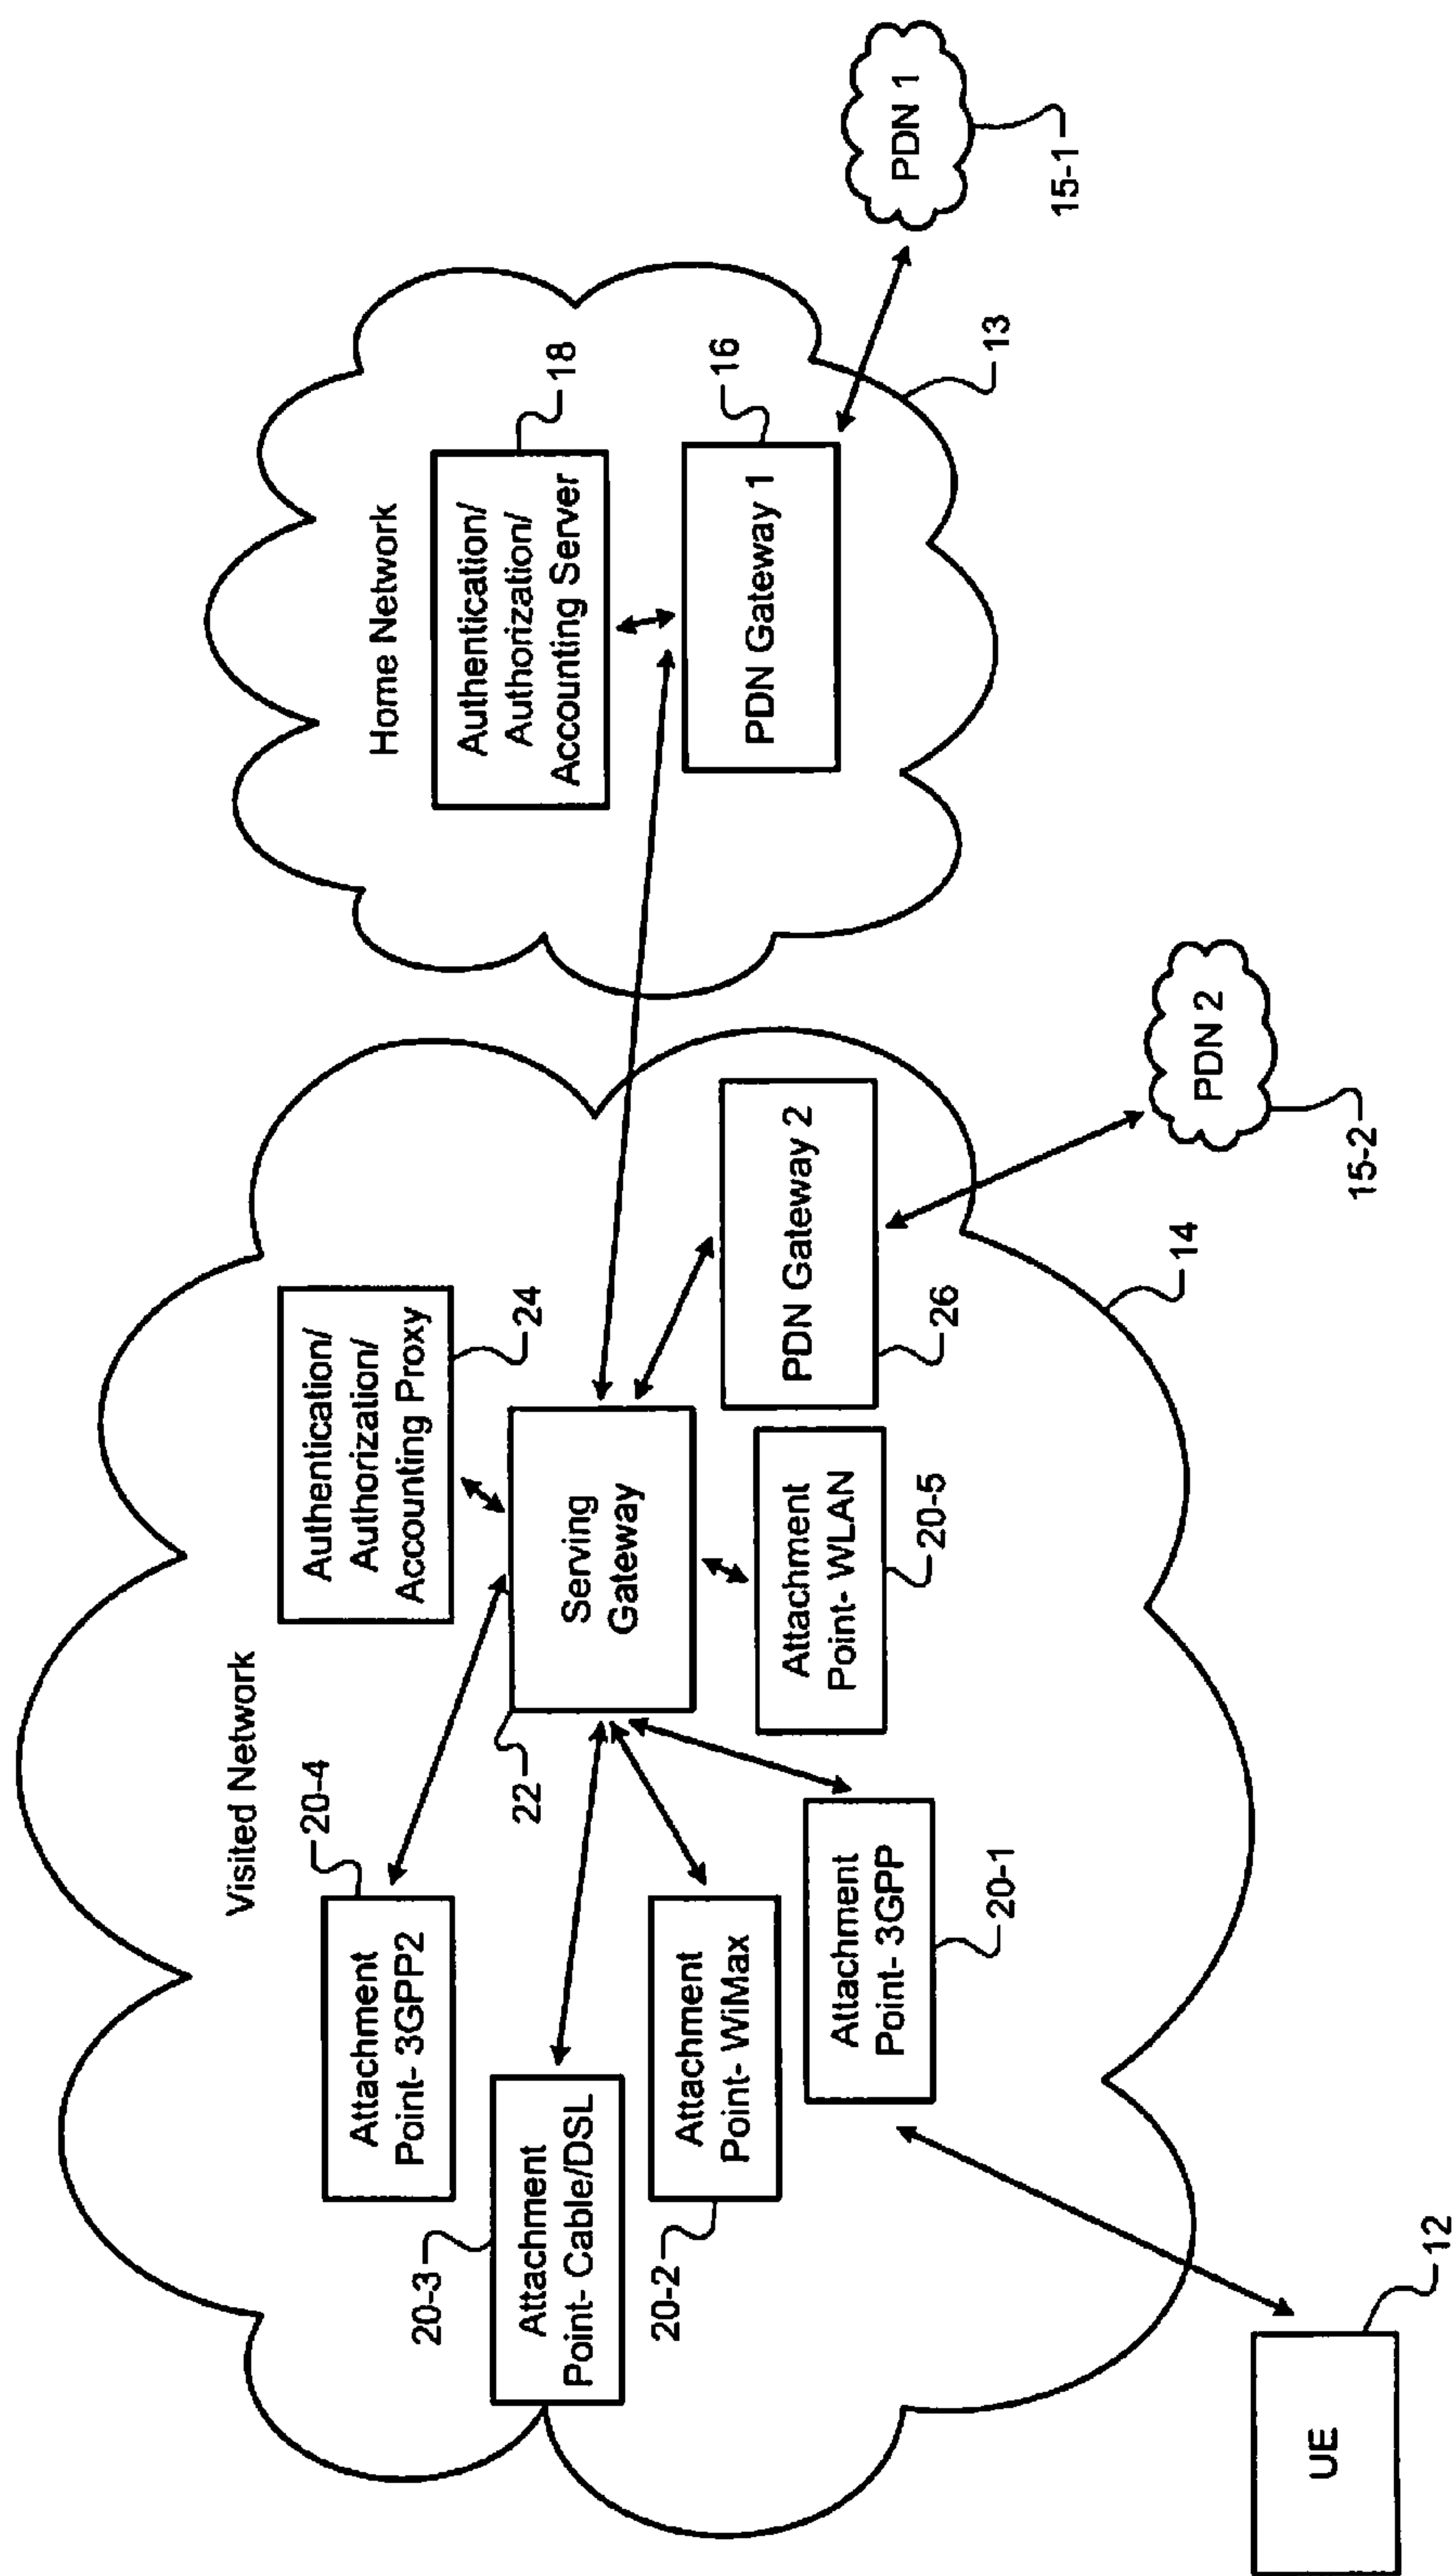 Visited Network
Home Network
Authentication/
Authorization/
Accounting Proxy
24
Authentication/
Authorization/
Accounting Server
18
Attachment
Point- 3GPP2
20-4
Attachment
Point- Cable/DSL
20-3
Attachment
Point- WiMax
20-2
Attachment
Point- 3GPP
20-1
Serving
Gateway
22
Attachment
Point- WLAN
20-5
PDN Gateway 2
26
PDN Gateway 1
16
13
14
PDN 1
15-1
PDN 2
15-2
UE
12